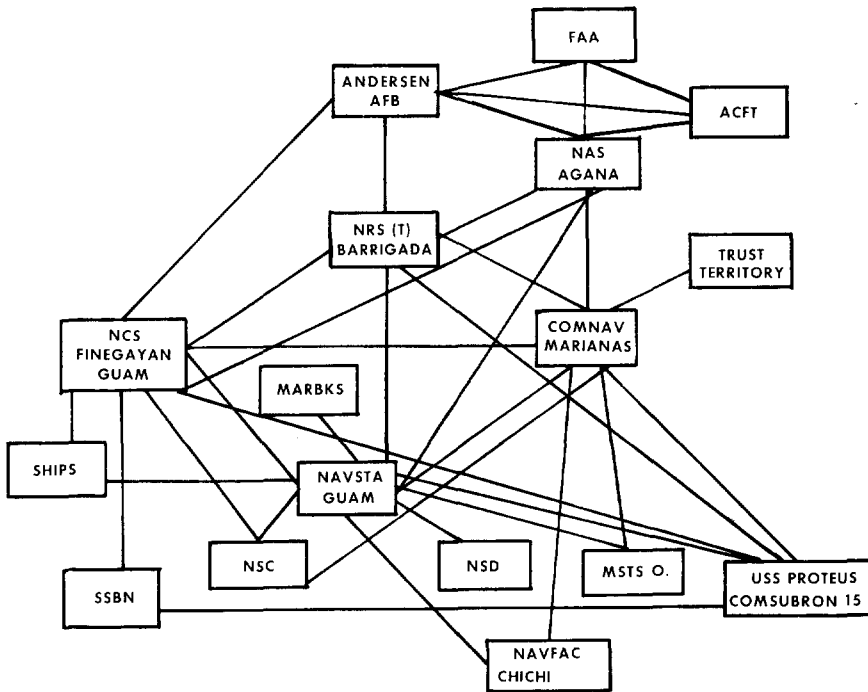 FAA
ANDERSEN
AFB
ACFT
NAS
AGANA
NRS (T)
BARRIGADA
TRUST
TERRITORY
NCS
FINEGAYAN
GUAM
COMNAV
MARIANAS
MARBKS
SHIPS
NAVSTA
GUAM
NSC
NSD
MSTS O.
SSBN
USS PROTEUS
COMSUBRON 15
NAVFAC
CHICHI